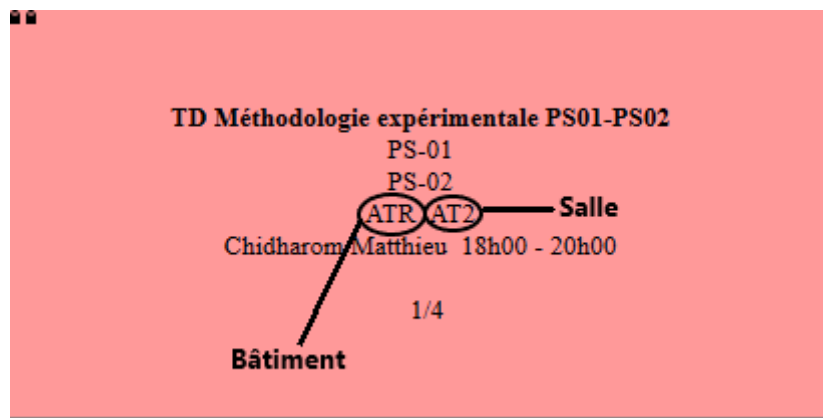 TD Méthodologie expérimentale PS01-PS02
PS-01
PS-02
ATR AT2 Salle
Chidharom Matthieu 18h00 - 20h00
1/4
Bâtiment